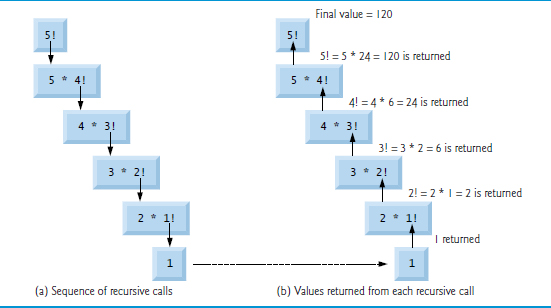 5!
5 * 4!
4 * 3!
3 * 2!
2 * 1!
1
(a) Sequence of recursive calls
Final value = 120
5!
5! = 5 * 24 = 120 is returned
5 * 4!
4! = 4 * 6 = 24 is returned
4 * 3!
3! = 3 * 2 = 6 is returned
3 * 2!
2! = 2 * 1 = 2 is returned
2 * 1!
1 returned
1
(b) Values returned from each recursive call